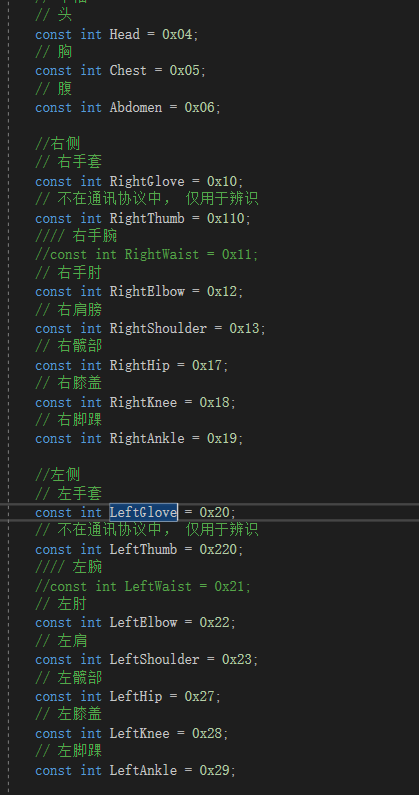 // 头
const int Head = 0x04;
// 胸
const int Chest = 0x05;
// 腹
const int Abdomen = 0x06;
//右侧
// 右手套
const int RightGlove = 0x10;
// 不在通讯协议中, 仅用于辨识
const int RightThumb = 0x110;
//// 右手腕
//const int RightWaist = 0x11;
// 右手肘
const int RightElbow = 0x12;
// 右肩膀
const int RightShoulder = 0x13;
// 右髋部
const int RightHip = 0x17;
// 右膝盖
const int RightKnee = 0x18;
// 右脚踝
const int RightAnkle = 0x19;
//左侧
// 左手套
const int LeftGlove = 0x20;
// 不在通讯协议中, 仅用于辨识
const int LeftThumb = 0x220;
//// 左腕
//const int LeftWaist = 0x21;
// 左肘
const int LeftElbow = 0x22;
// 左肩
const int LeftShoulder = 0x23;
// 左髋部
const int LeftHip = 0x27;
// 左膝盖
const int LeftKnee = 0x28;
// 左脚踝
const int LeftAnkle = 0x29;